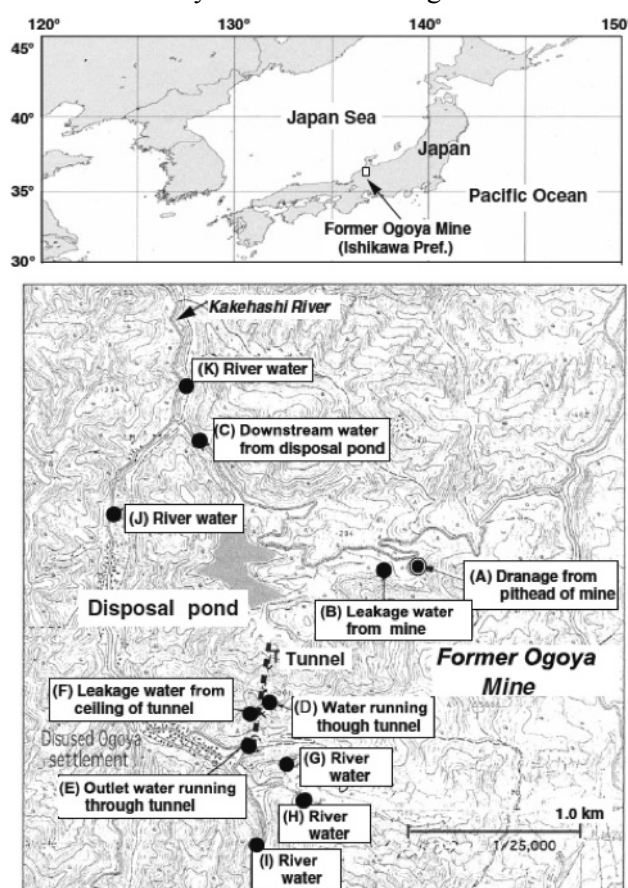 120°
130°
140°
150°
45°
40°
35°
30°
Japan Sea
Japan
Pacific Ocean
Former Ogoya Mine
(Ishikawa Pref.)
Kakehashi River
(K) River water
(C) Downstream water
from disposal pond
(J) River water
(A) Dranage from
pithead of mine
Disposal pond
(B) Leakage water
from mine
Tunnel
Former Ogoya
Mine
(F) Leakage water from
ceiling of tunnel
(D) Water running
though tunnel
Disused Ogoya
settlement
(G) River
water
(E) Outlet water running
through tunnel
(H) River
water
1.0 km
1/25,000
(I) River
water